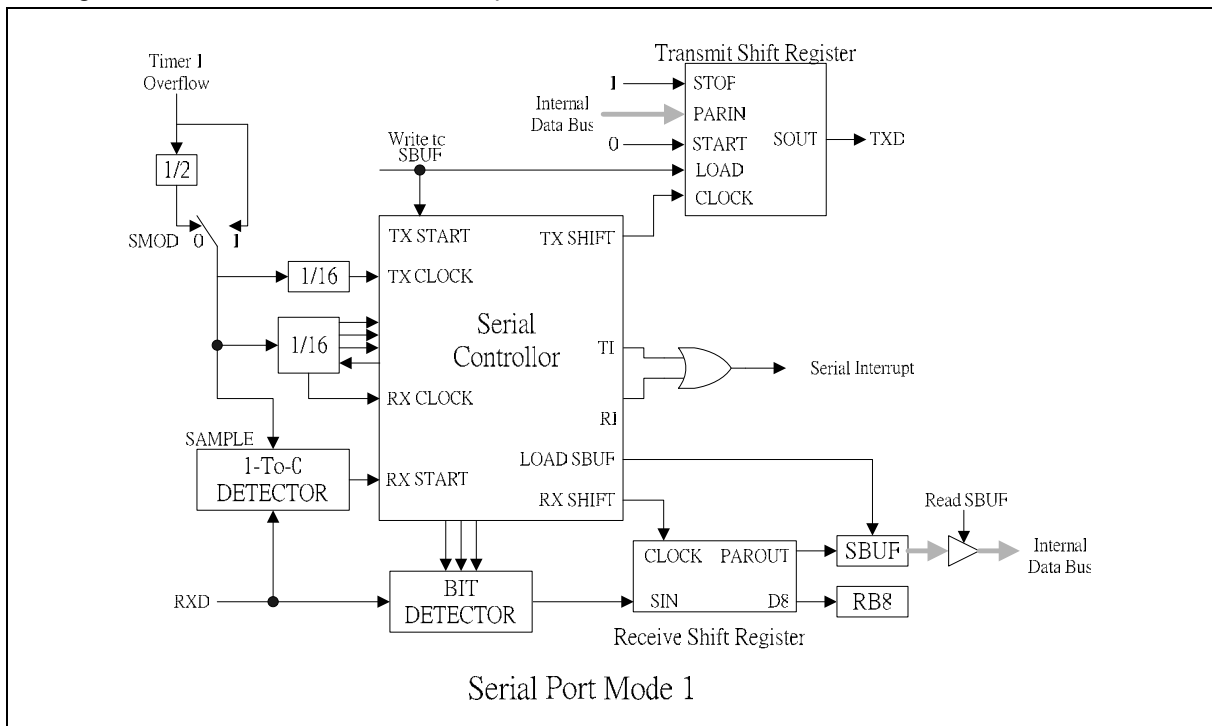 Timer 1
Overflow
1/2
SMOD 0 1
Write to
SBUF
Transmit Shift Register
1
STOP
Internal
Data Bus
PARIN
0
START
SOUT
TXD
LOAD
CLOCK
TX START
TX SHIFT
1/16
TX CLOCK
1/16
Serial
Controllor
TI
Serial Interrupt
RX CLOCK
RI
SAMPLE
1-To-0
DETECTOR
RX START
LOAD SBUF
RX SHIFT
Read SBUF
CLOCK
PAROUT
SBUF
Internal
Data Bus
RXD
BIT
DETECTOR
SIN
D8
RB8
Receive Shift Register
Serial Port Mode 1